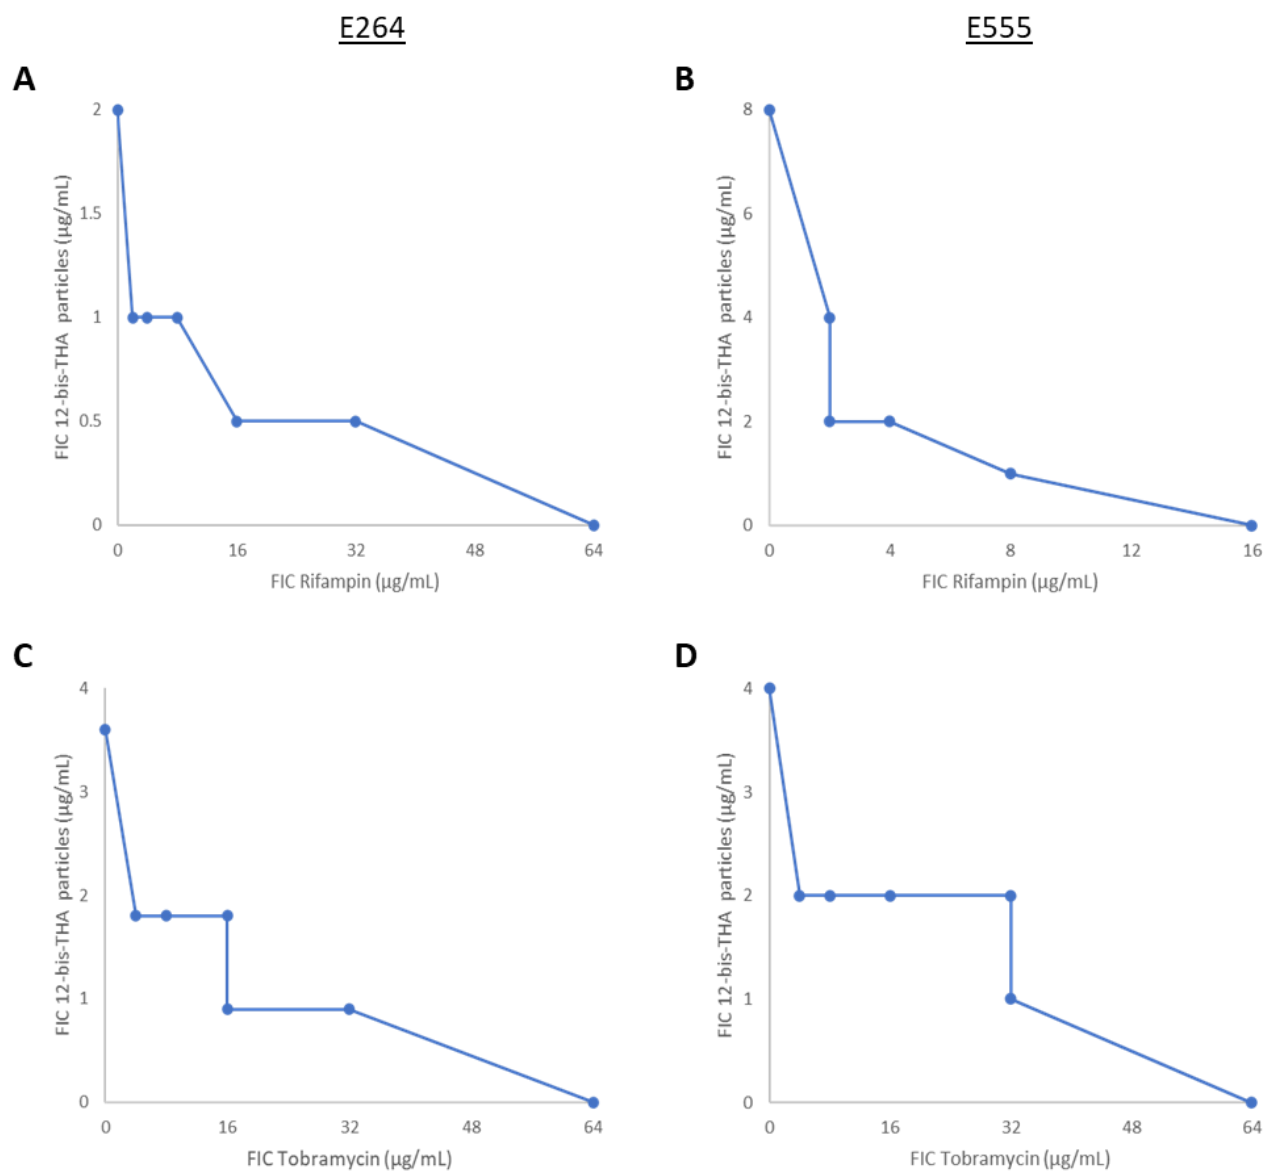 E264
E555
A
FIC 12-bis-THA particles (µg/mL)
2
1.5
1
0.5
0
0 16 32 48 64
FIC Rifampin (µg/mL)
B
FIC 12-bis-THA particles (µg/mL)
8
6
4
2
0
0 4 8 12 16
FIC Rifampin (µg/mL)
C
FIC 12-bis-THA particles (µg/mL)
4
3
2
1
0
0 16 32 48 64
FIC Tobramycin (µg/mL)
D
FIC 12-bis-THA particles (µg/mL)
4
3
2
1
0
0 16 32 48 64
FIC Tobramycin (µg/mL)